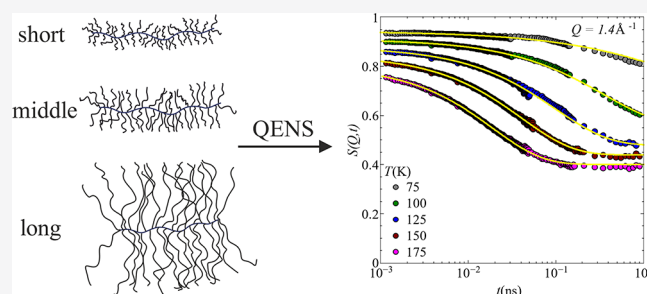 short
middle
long
QENS
Q = 1.4Å⁻¹
S(Q,t)
1
0.8
0.6
0.4
0.2
0
T(K)
75
100
125
150
175
10⁻³
10⁻²
10⁻¹
10⁰
t(ns)